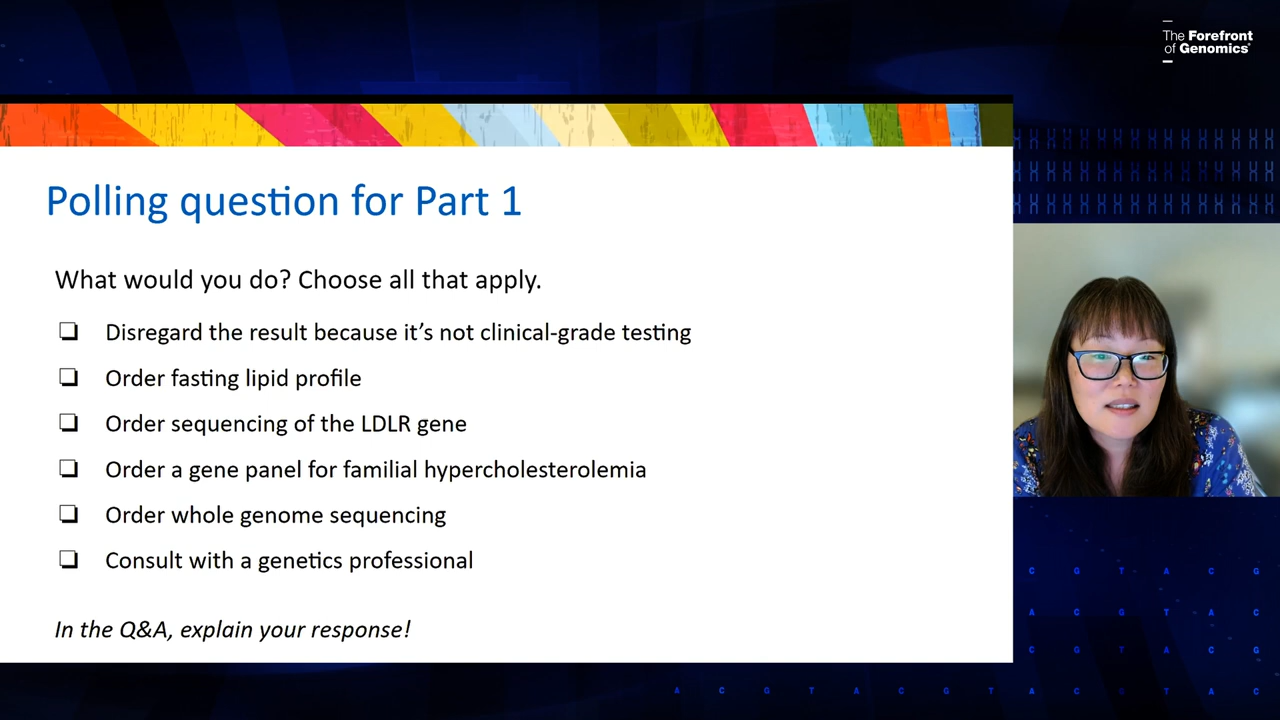 The Forefront
of Genomics®
Polling question for Part 1
What would you do? Choose all that apply.
Disregard the result because it’s not clinical-grade testing
Order fasting lipid profile
Order sequencing of the LDLR gene
Order a gene panel for familial hypercholesterolemia
Order whole genome sequencing
Consult with a genetics professional
In the Q&A, explain your response!
C G T A C G
A C G T A C
C G T A C G
A C G T A C G T A C G T A C